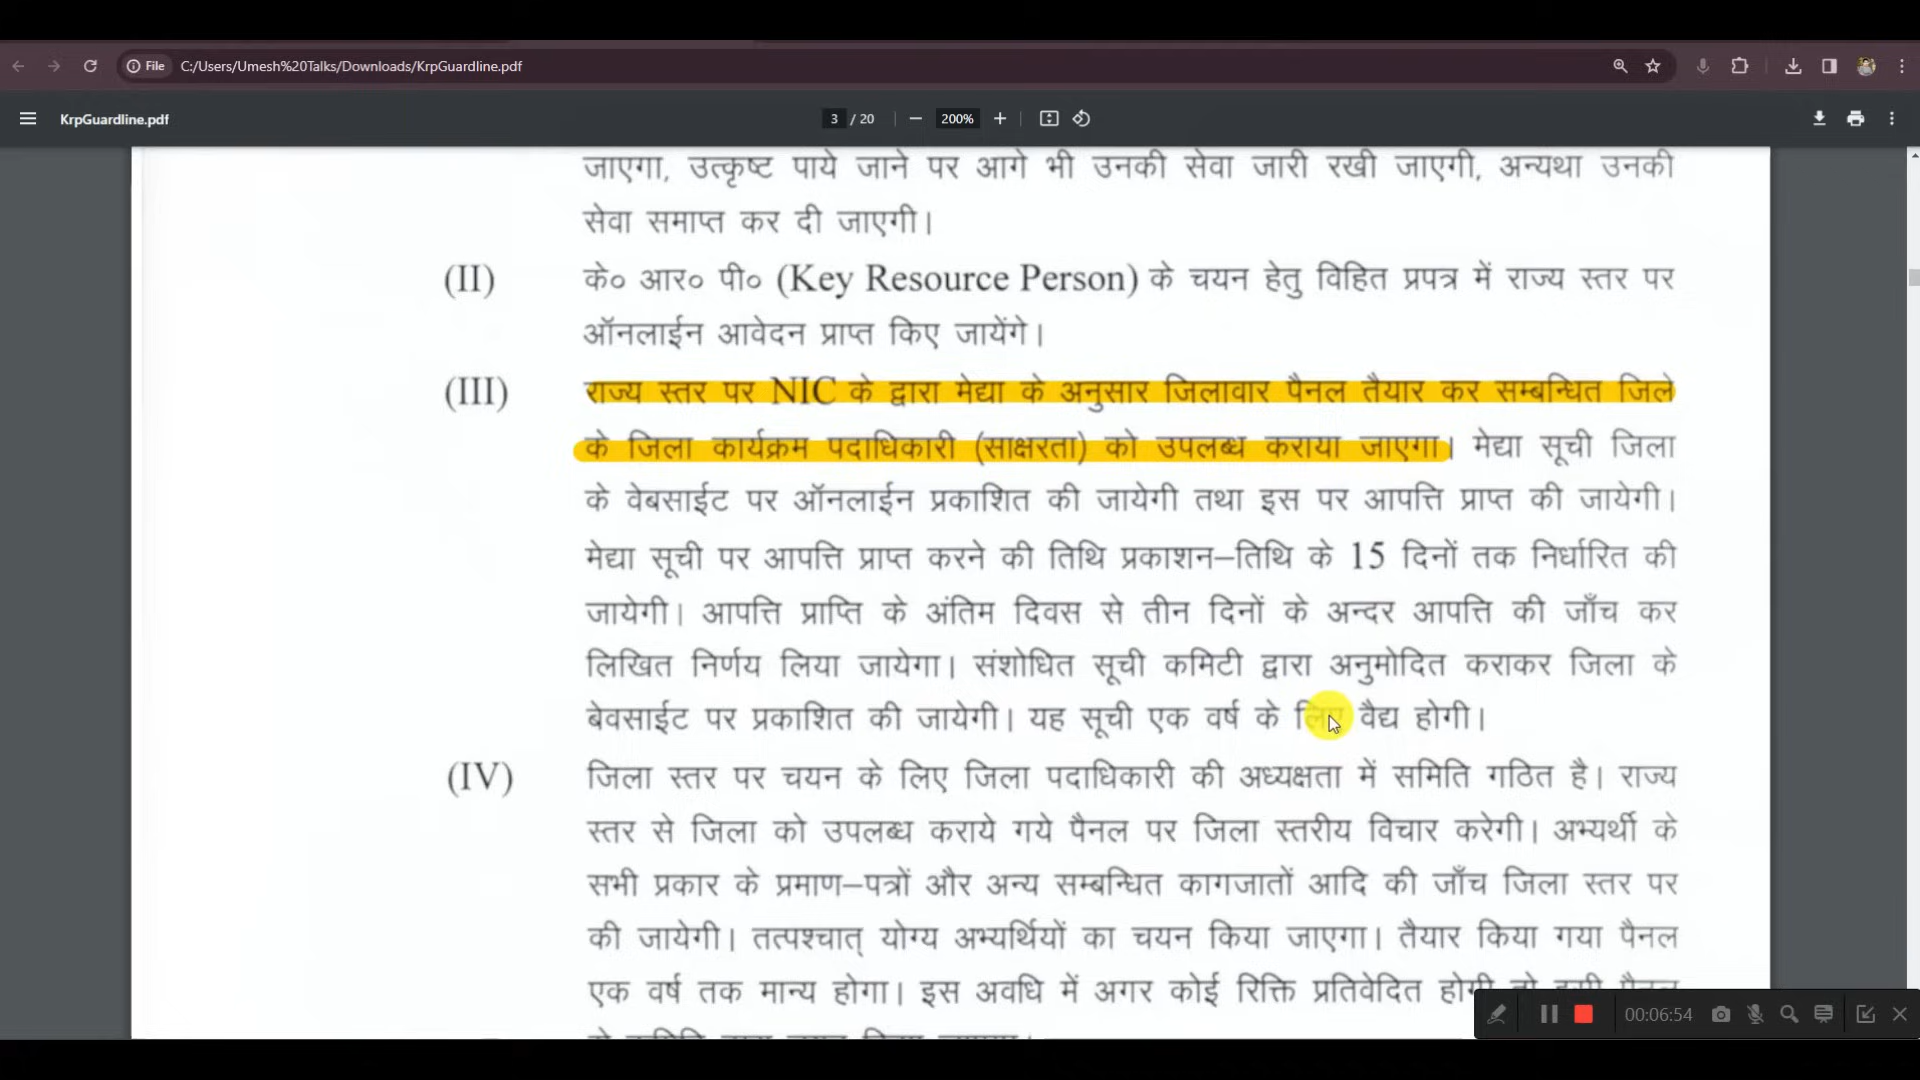 File C:/Users/Umesh%20Talks/Downloads/KrpGuardline.pdf
KrpGuardline.pdf 3 / 20 200%
जाएगा, उत्कृष्ट पाये जाने पर आगे भी उनकी सेवा जारी रखी जाएगी, अन्यथा उनकी
सेवा समाप्त कर दी जाएगी।
(II) के० आर० पी० (Key Resource Person) के चयन हेतु विहित प्रपत्र में राज्य स्तर पर
ऑनलाईन आवेदन प्राप्त किए जायेंगे।
(III) राज्य स्तर पर NIC के द्वारा मेद्या के अनुसार जिलावार पैनल तैयार कर सम्बन्धित जिले
के जिला कार्यक्रम पदाधिकारी (साक्षरता) को उपलब्ध कराया जाएगा। मेद्या सूची जिला
के वेबसाईट पर ऑनलाईन प्रकाशित की जायेगी तथा इस पर आपत्ति प्राप्त की जायेगी।
मेद्या सूची पर आपत्ति प्राप्त करने की तिथि प्रकाशन–तिथि के 15 दिनों तक निर्धारित की
जायेगी। आपत्ति प्राप्ति के अंतिम दिवस से तीन दिनों के अन्दर आपत्ति की जाँच कर
लिखित निर्णय लिया जायेगा। संशोधित सूची कमिटी द्वारा अनुमोदित कराकर जिला के
बेवसाईट पर प्रकाशित की जायेगी। यह सूची एक वर्ष के लिए वैद्य होगी।
(IV) जिला स्तर पर चयन के लिए जिला पदाधिकारी की अध्यक्षता में समिति गठित है। राज्य
स्तर से जिला को उपलब्ध कराये गये पैनल पर जिला स्तरीय विचार करेगी। अभ्यर्थी के
सभी प्रकार के प्रमाण–पत्रों और अन्य सम्बन्धित कागजातों आदि की जाँच जिला स्तर पर
की जायेगी। तत्पश्चात् योग्य अभ्यर्थियों का चयन किया जाएगा। तैयार किया गया पैनल
एक वर्ष तक मान्य होगा। इस अवधि में अगर कोई रिक्ति प्रतिवेदित होगी
00:06:54